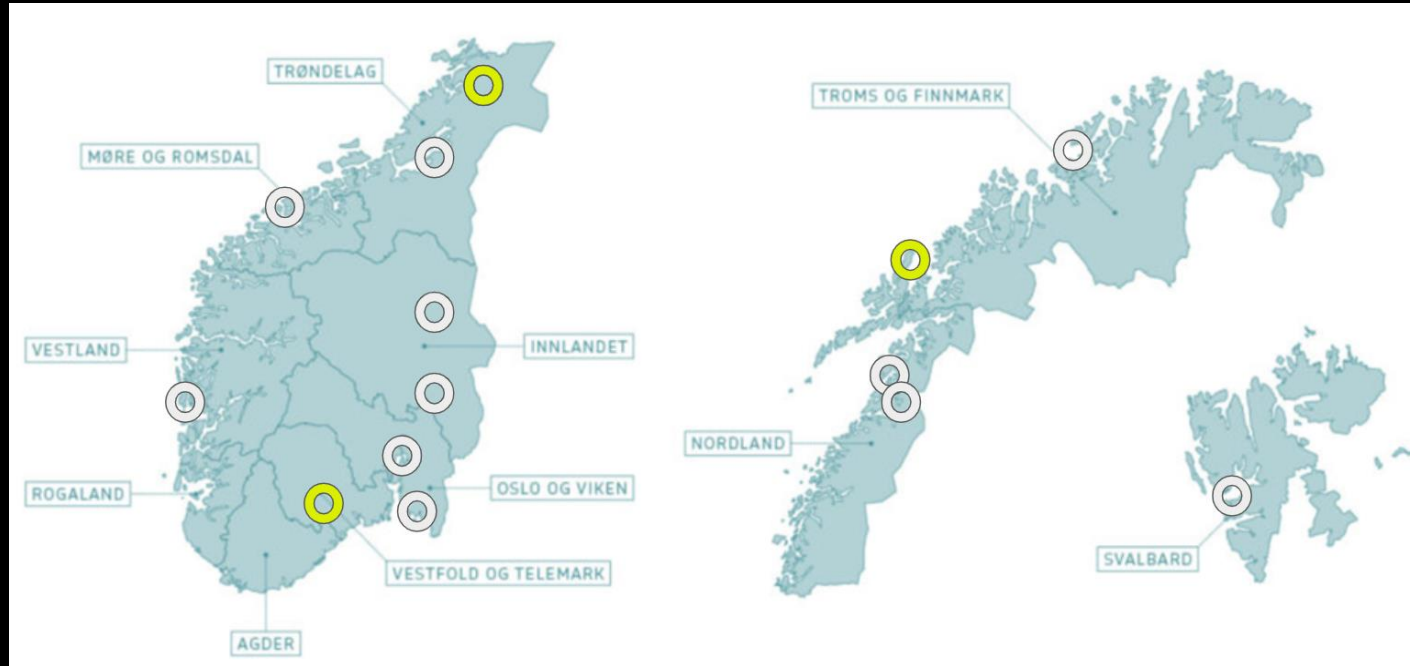 TRØNDELAG
MØRE OG ROMSDAL
VESTLAND
INNLANDET
ROGALAND
OSLO OG VIKEN
VESTFOLD OG TELEMARK
AGDER
TROMS OG FINNMARK
NORDLAND
SVALBARD